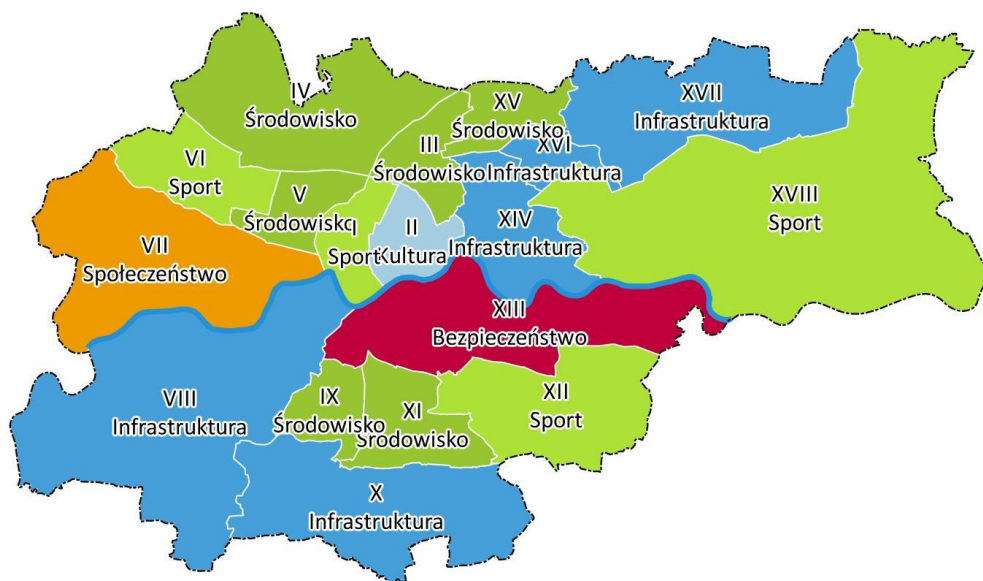 IV
Środowisko
XV
Środowisko
XVII
Infrastruktura
III
Środowisko
XVI
Infrastruktura
VI
Sport
V
Środowisko
I
Sport
II
Kultura
XIV
Infrastruktura
XVIII
Sport
VII
Społeczeństwo
XIII
Bezpieczeństwo
VIII
Infrastruktura
IX
Środowisko
XI
Środowisko
XII
Sport
X
Infrastruktura